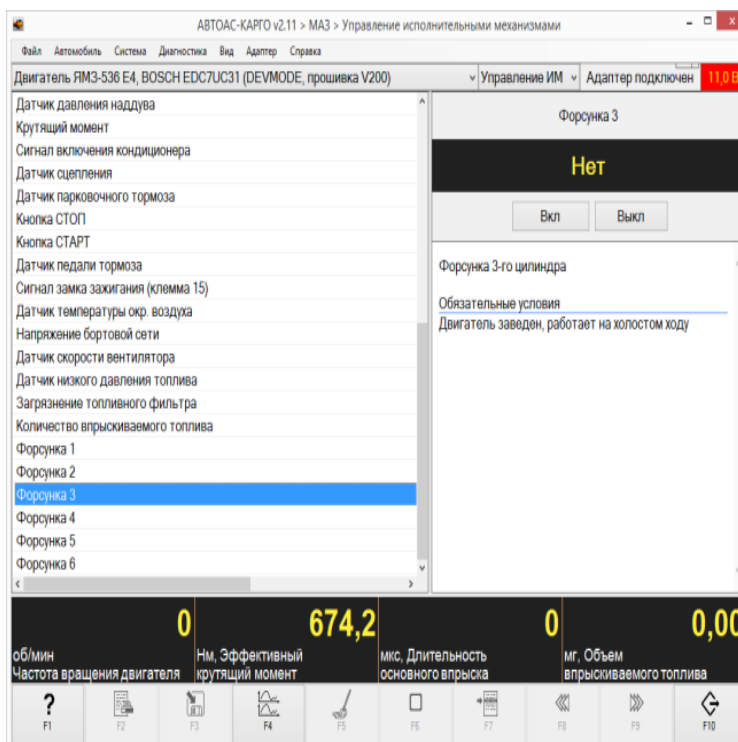 АВТОАС-КАРГО v2.11 > МАЗ > Управление исполнительными механизмами
Файл Автомобиль Система Диагностика Вид Адаптер Справка
Двигатель ЯМЗ-536 Е4, BOSCH EDC7UC31 (DEVMODE, прошивка V200) Управление ИМ Адаптер подключен 11,0 В
Датчик давления наддува
Крутящий момент
Сигнал включения кондиционера
Датчик сцепления
Датчик парковочного тормоза
Кнопка СТОП
Кнопка СТАРТ
Датчик педали тормоза
Сигнал замка зажигания (клемма 15)
Датчик температуры окр. воздуха
Напряжение бортовой сети
Датчик скорости вентилятора
Датчик низкого давления топлива
Загрязнение топливного фильтра
Количество впрыскиваемого топлива
Форсунка 1
Форсунка 2
Форсунка 3
Форсунка 4
Форсунка 5
Форсунка 6
Форсунка 3
Нет
Вкл Выкл
Форсунка 3-го цилиндра
Обязательные условия
Двигатель заведен, работает на холостом ходу
0 674,2 0 0,00
об/мин Нм, Эффективный мкс, Длительность мг, Объем
Частота вращения двигателя крутящий момент основного впрыска впрыскиваемого топлива
? 
F1 F2 F3 F4 F5 F6 F7 F8 F9 F10